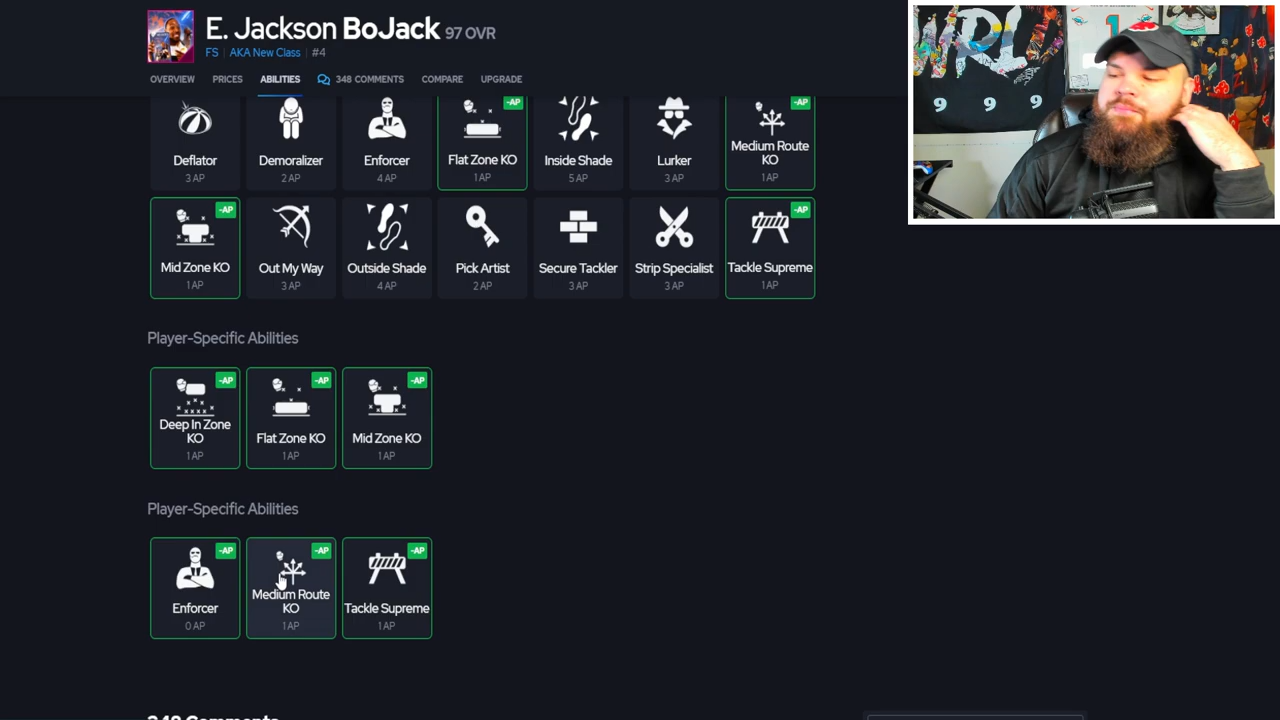 E. Jackson BoJack 97 OVR
FS | AKA New Class | #4
OVERVIEW PRICES ABILITIES 348 COMMENTS COMPARE UPGRADE
-AP -AP
Deflator Demoralizer Enforcer Flat Zone KO Inside Shade Lurker Medium Route
KO
3 AP 2 AP 4 AP 1 AP 5 AP 3 AP 1 AP
-AP -AP
Mid Zone KO Out My Way Outside Shade Pick Artist Secure Tackler Strip Specialist Tackle Supreme
1 AP 3 AP 4 AP 2 AP 3 AP 3 AP 1 AP
Player-Specific Abilities
-AP -AP -AP
Deep In Zone
KO Flat Zone KO Mid Zone KO
1 AP 1 AP 1 AP
Player-Specific Abilities
-AP -AP -AP
Enforcer Medium Route
KO Tackle Supreme
0 AP 1 AP 1 AP
348 Comments
9 9 9
1